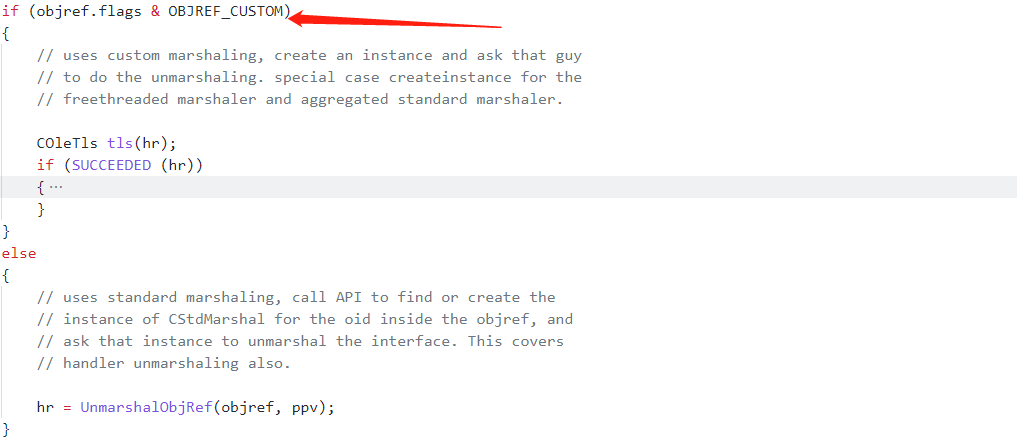 if (objref.flags & OBJREF_CUSTOM)
{
// uses custom marshaling, create an instance and ask that guy
// to do the unmarshaling. special case createinstance for the
// freethreaded marshaler and aggregated standard marshaler.
COleTls tls(hr);
if (SUCCEEDED (hr))
{ ···
}
}
else
{
// uses standard marshaling, call API to find or create the
// instance of CStdMarshal for the oid inside the objref, and
// ask that instance to unmarshal the interface. This covers
// handler unmarshaling also.
hr = UnmarshalObjRef(objref, ppv);
}